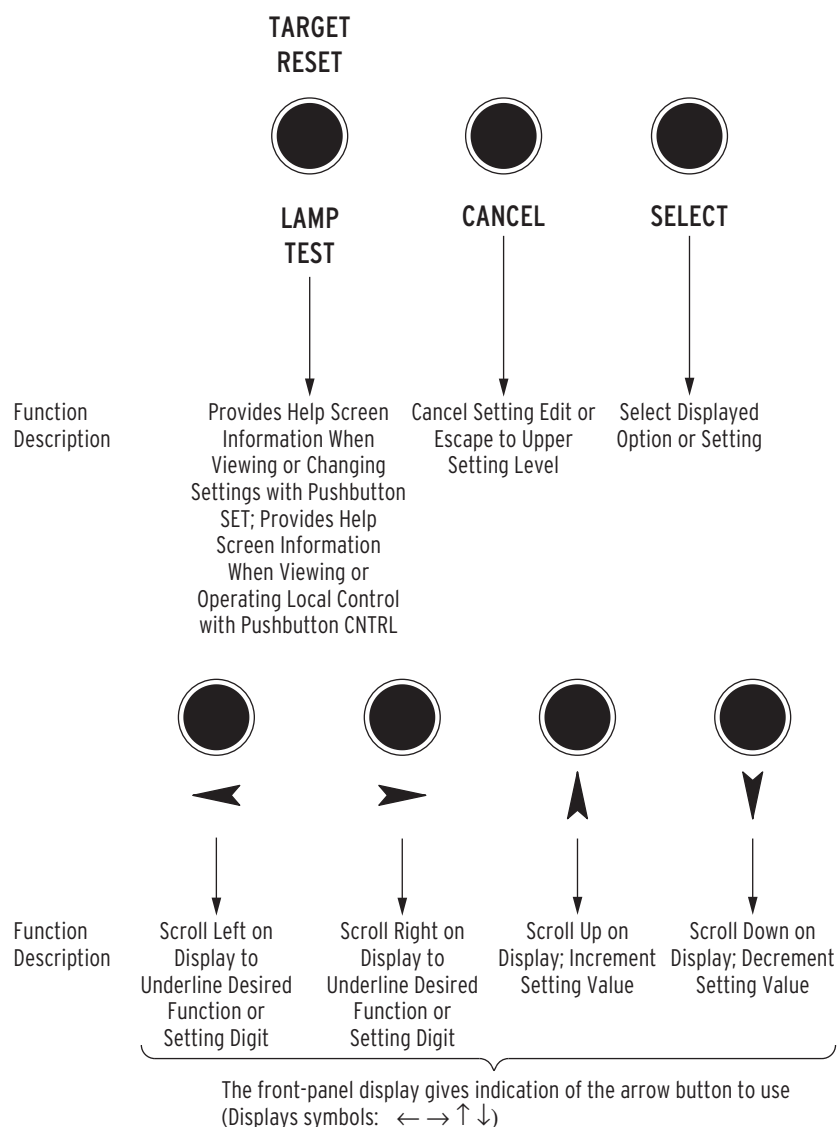 TARGET
RESET
LAMP
TEST
CANCEL
SELECT
Function
Description
Provides Help Screen
Information When
Viewing or Changing
Settings with Pushbutton
SET; Provides Help
Screen Information
When Viewing or
Operating Local Control
with Pushbutton CNTRL
Cancel Setting Edit or
Escape to Upper
Setting Level
Select Displayed
Option or Setting
Function
Description
Scroll Left on
Display to
Underline Desired
Function or
Setting Digit
Scroll Right on
Display to
Underline Desired
Function or
Setting Digit
Scroll Up on
Display; Increment
Setting Value
Scroll Down on
Display; Decrement
Setting Value
The front-panel display gives indication of the arrow button to use
(Displays symbols: ← → ↑ ↓)